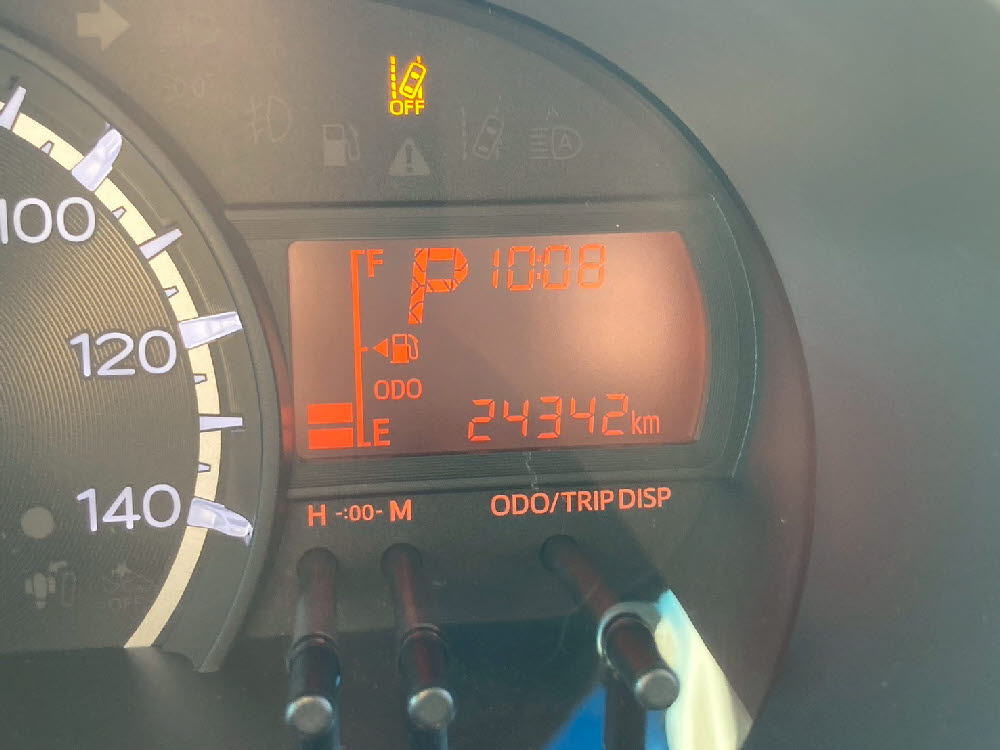 OFF
A
A
100
120
140
F
P 10:08
ODO
E
24342km
H -:00- M
ODO/TRIP DISP
OFF